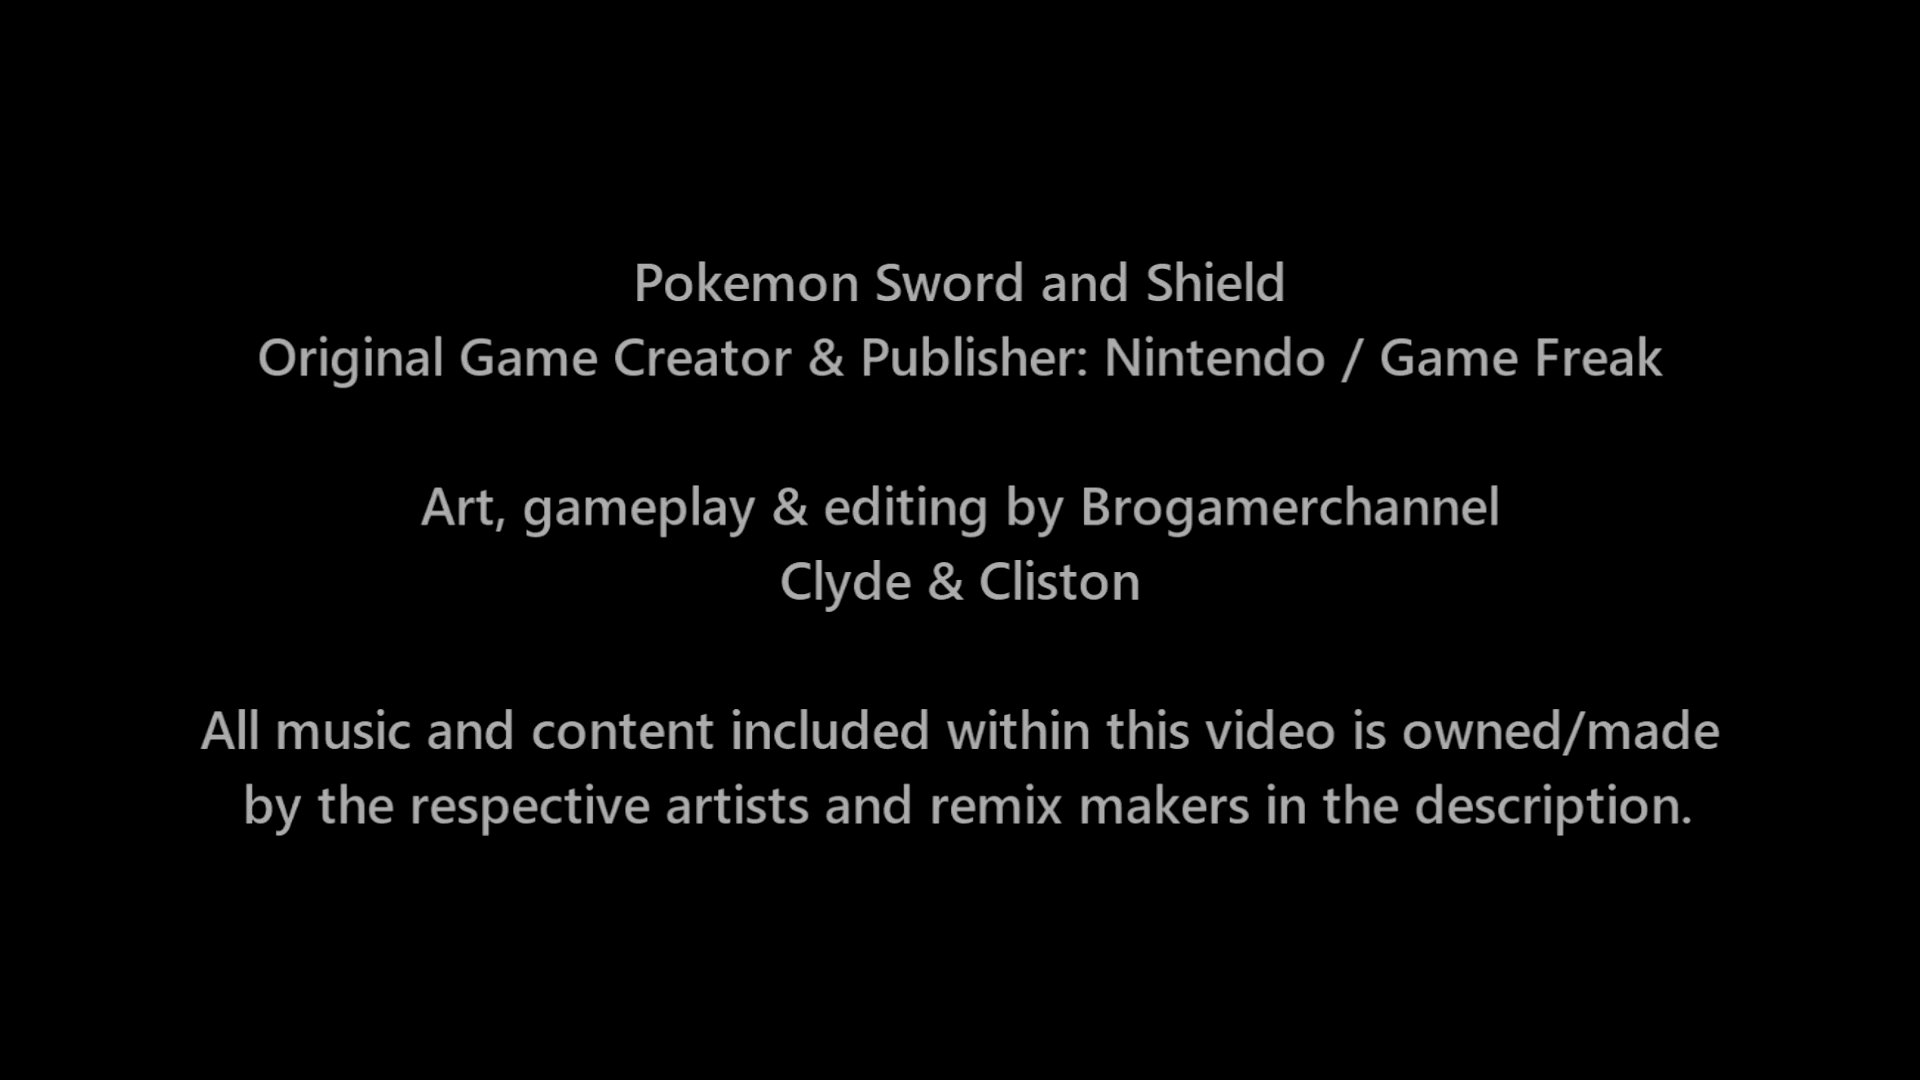 Pokemon Sword and Shield
Original Game Creator & Publisher: Nintendo / Game Freak
Art, gameplay & editing by Brogamerchannel
Clyde & Cliston
All music and content included within this video is owned/made
by the respective artists and remix makers in the description.